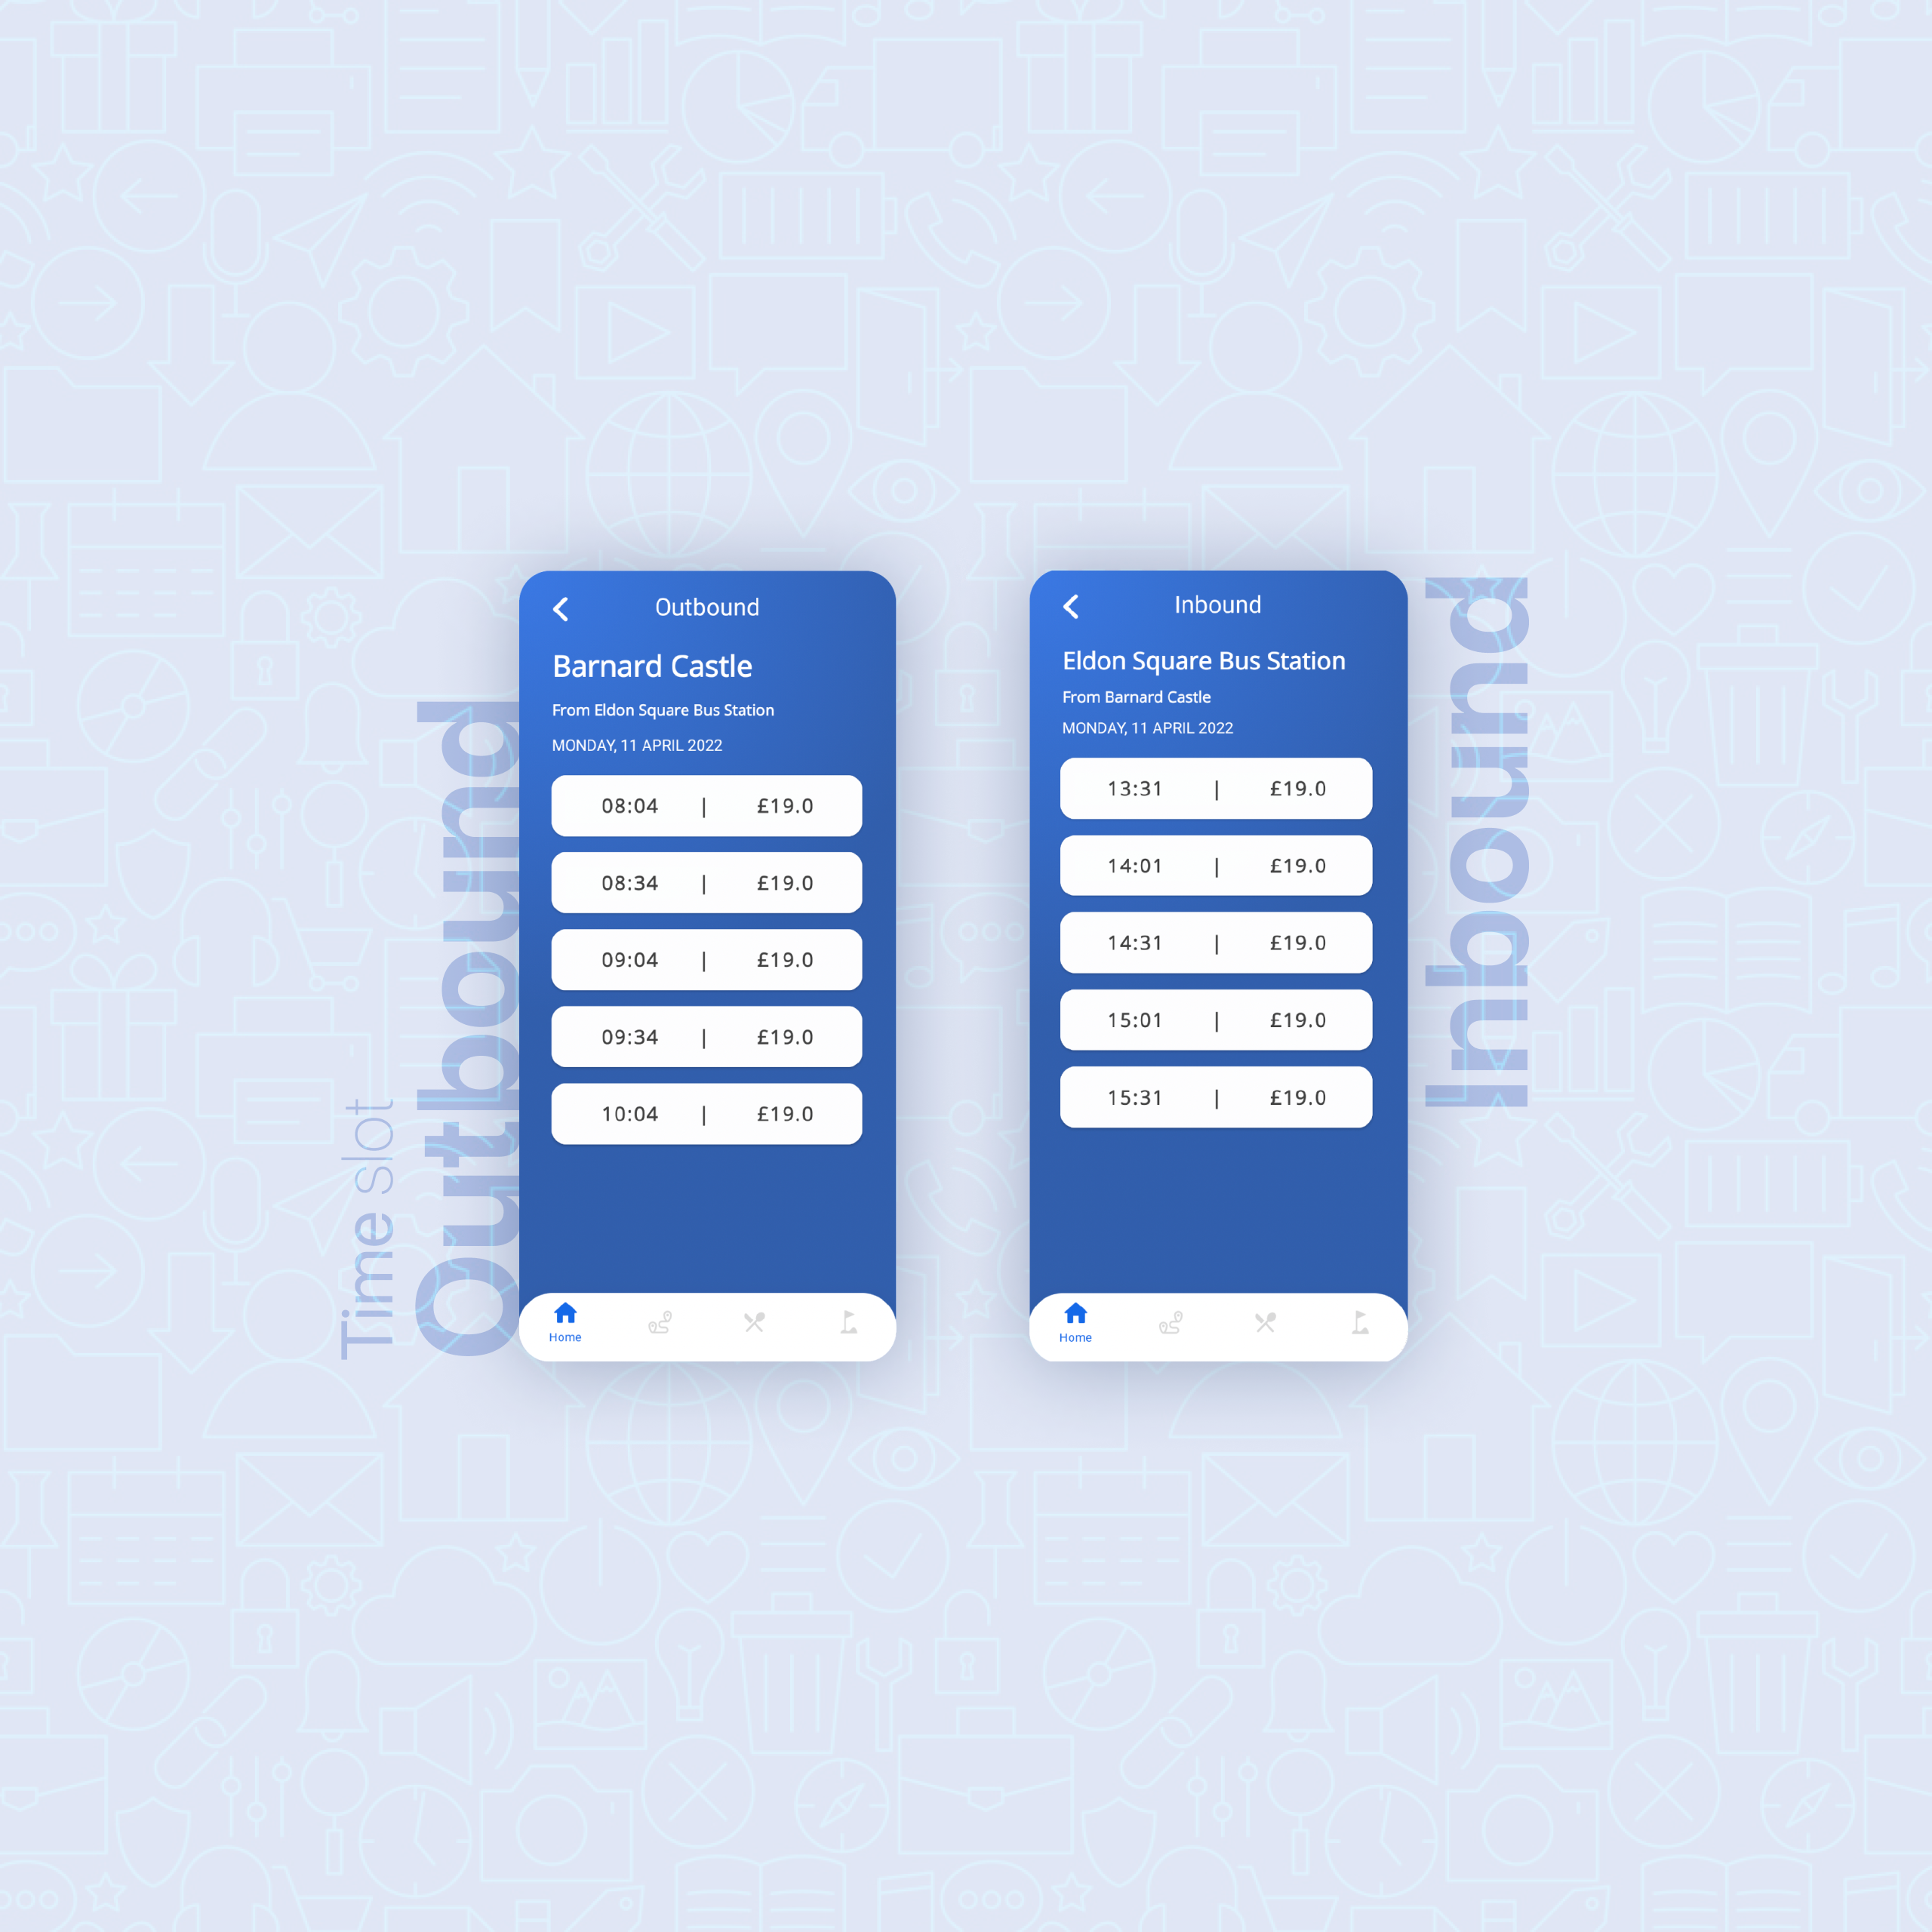 Time slot
Outbound
Outbound
Barnard Castle
From Eldon Square Bus Station
MONDAY, 11 APRIL 2022
08:04 | £19.0
08:34 | £19.0
09:04 | £19.0
09:34 | £19.0
10:04 | £19.0
Home
Inbound
Eldon Square Bus Station
From Barnard Castle
MONDAY, 11 APRIL 2022
13:31 | £19.0
14:01 | £19.0
14:31 | £19.0
15:01 | £19.0
15:31 | £19.0
Home
Inbound